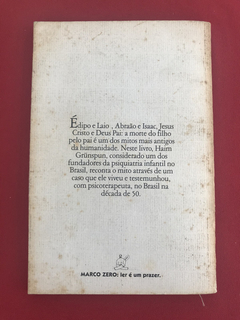 Édipo e Laio , Abraão e Isaac, Jesus
Cristo e Deus Pai: a morte do filho
pelo pai é um dos mitos mais antigos
da humanidade. Neste livro, Haim
Grünspun, considerado um dos
fundadores da psiquiatria infantil no
Brasil, reconta o mito através de um
caso que ele viveu e testemunhou,
com psicoterapeuta, no Brasil na
década de 50.
MARCO ZERO: ler é um prazer.